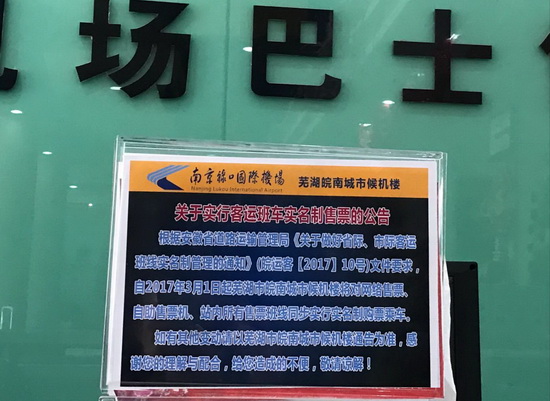 机场巴士
南京禄口國際機場
Nanjing Lukou International Airport
芜湖皖南城市候机楼
关于实行客运班车实名制售票的公告
根据安徽省道路运输管理局《关于做好省际、市际客运
班线实名制管理的通知》(皖运客【2017】10号)文件要求，
自2017年3月1日起芜湖市皖南城市候机楼将对网络售票、
自助售票机、站内所有售票班线同步实行实名制购票乘车。
如有其他变动请以芜湖市皖南城市候机楼通告为准，感
谢您的理解与配合，给您造成的不便，敬请谅解！